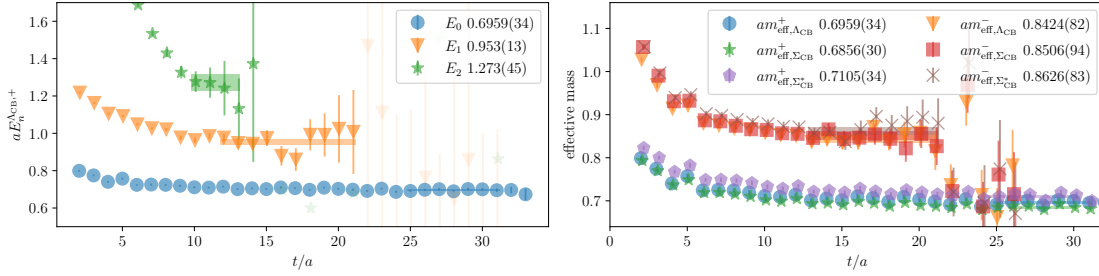 aE_n^{Λ_CB,+}
1.6
1.4
1.2
1.0
0.8
0.6
5 10 15 20 25 30
t/a
E_0 0.6959(34)
E_1 0.953(13)
E_2 1.273(45)
effective mass
1.1
1.0
0.9
0.8
0.7
0 5 10 15 20 25 30
t/a
am^+_{eff,Λ_CB} 0.6959(34)
am^+_{eff,Σ_CB} 0.6856(30)
am^+_{eff,Σ*_CB} 0.7105(34)
am^-_{eff,Λ_CB} 0.8424(82)
am^-_{eff,Σ_CB} 0.8506(94)
am^-_{eff,Σ*_CB} 0.8626(83)